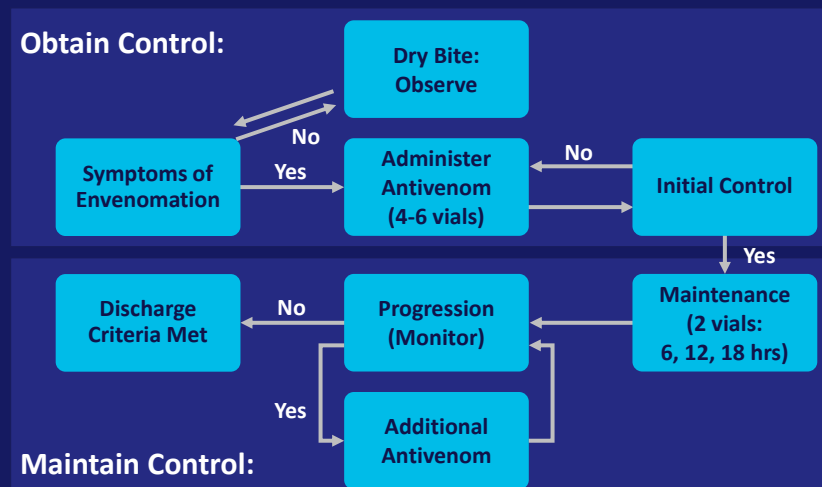 Obtain Control:
Dry Bite:
Observe
No
Symptoms of
Envenomation
Yes
Administer
Antivenom
(4-6 vials)
No
Initial Control
Yes
Discharge
Criteria Met
No
Progression
(Monitor)
Maintenance
(2 vials:
6, 12, 18 hrs)
Yes
Additional
Antivenom
Maintain Control: